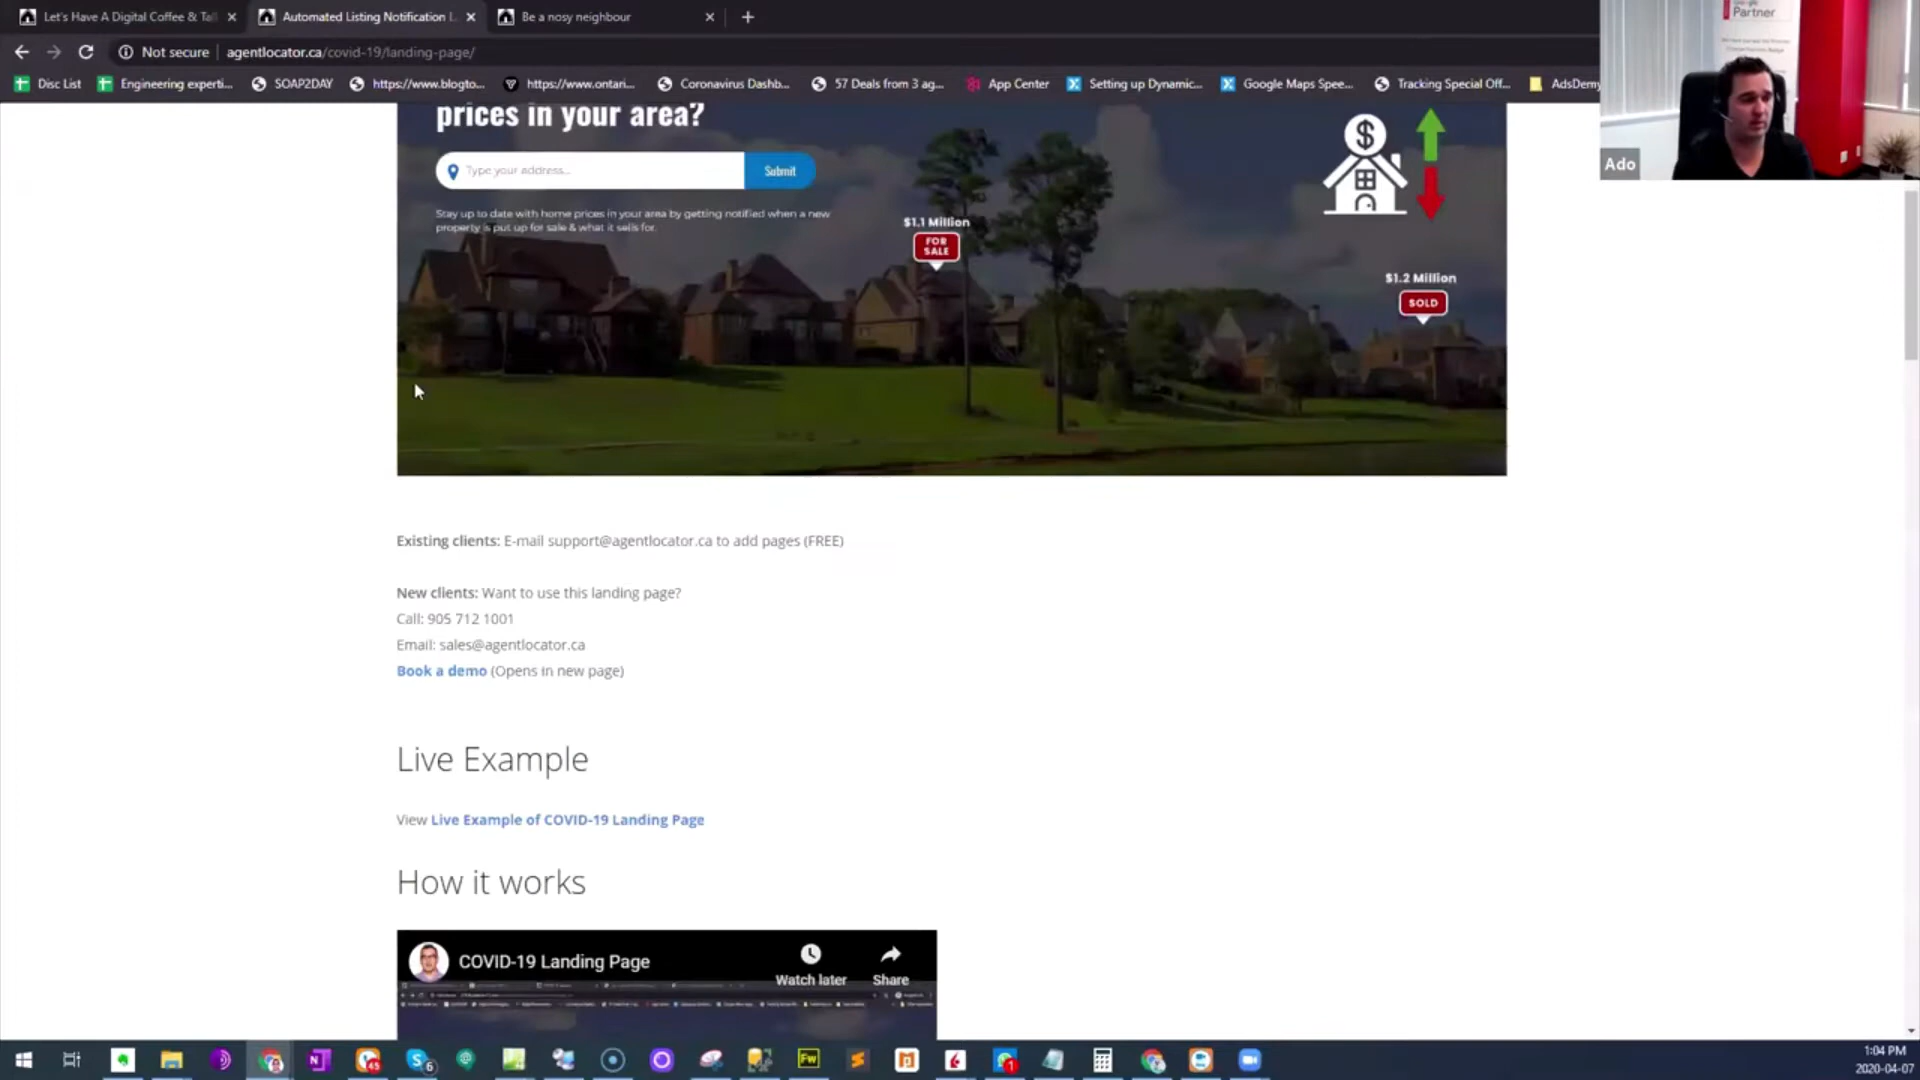 Let's Have A Digital Coffee & Tal
Automated Listing Notification L
Be a nosy neighbour
Partner
Not secure
agentlocator.ca/covid-19/landing-page/
Disc List
Engineering experti...
SOAP2DAY
https://www.blogto...
https://www.ontari...
Coronavirus Dashb...
57 Deals from 3 ag...
App Center
Setting up Dynamic...
Google Maps Spee...
Tracking Special Off...
AdsDemy
Ado
prices in your area?
Type your address...
Submit
Stay up to date with home prices in your area by getting notified when a new
property is put up for sale & what it sells for.
$1.1 Million
FOR
SALE
$
$1.2 Million
SOLD
Existing clients: E-mail support@agentlocator.ca to add pages (FREE)
New clients: Want to use this landing page?
Call: 905 712 1001
Email: sales@agentlocator.ca
Book a demo (Opens in new page)
Live Example
View Live Example of COVID-19 Landing Page
How it works
COVID-19 Landing Page
Watch later
Share
45
6
Fw
1
1:04 PM
2020-04-07